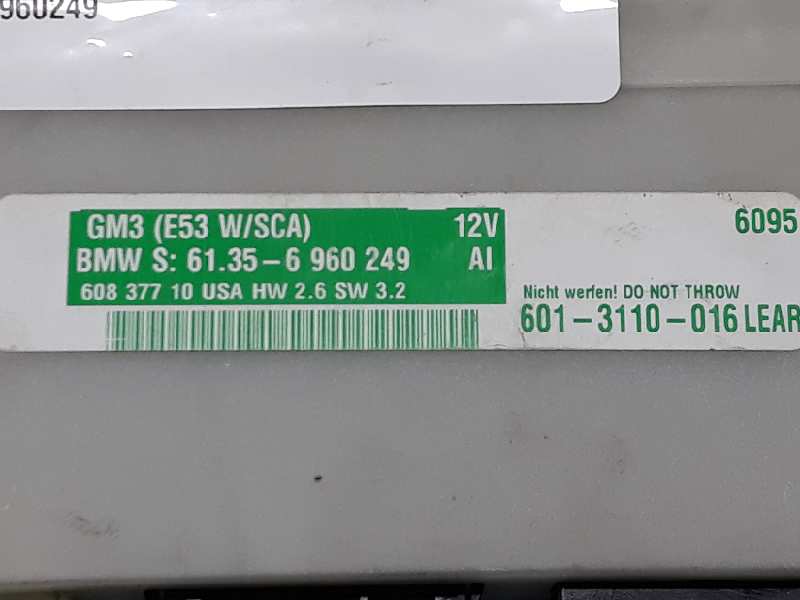 960249
GM3 (E53 W/SCA) 12V
BMW S: 61.35-6 960 249 AI
608 377 10 USA HW 2.6 SW 3.2
6095
Nicht werfen! DO NOT THROW
601-3110-016 LEAR